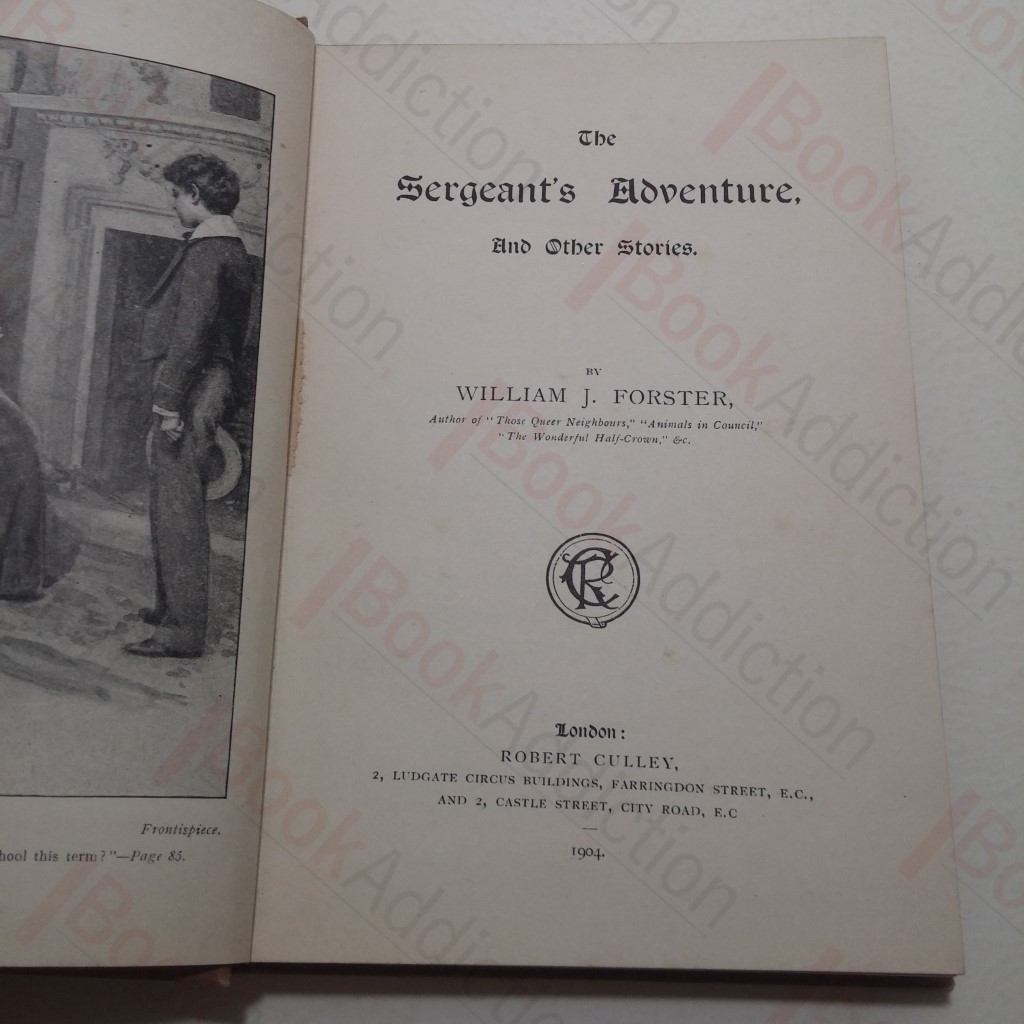 Frontispiece.
hool this term?"—Page 85.
The
Sergeant's Adventure,
And Other Stories.
BY
WILLIAM J. FORSTER,
Author of "Those Queer Neighbours," "Animals in Council,"
"The Wonderful Half-Crown," &c.
RC
London:
ROBERT CULLEY,
2, LUDGATE CIRCUS BUILDINGS, FARRINGDON STREET, E.C.,
AND 2, CASTLE STREET, CITY ROAD, E.C
1904.
BookAddiction